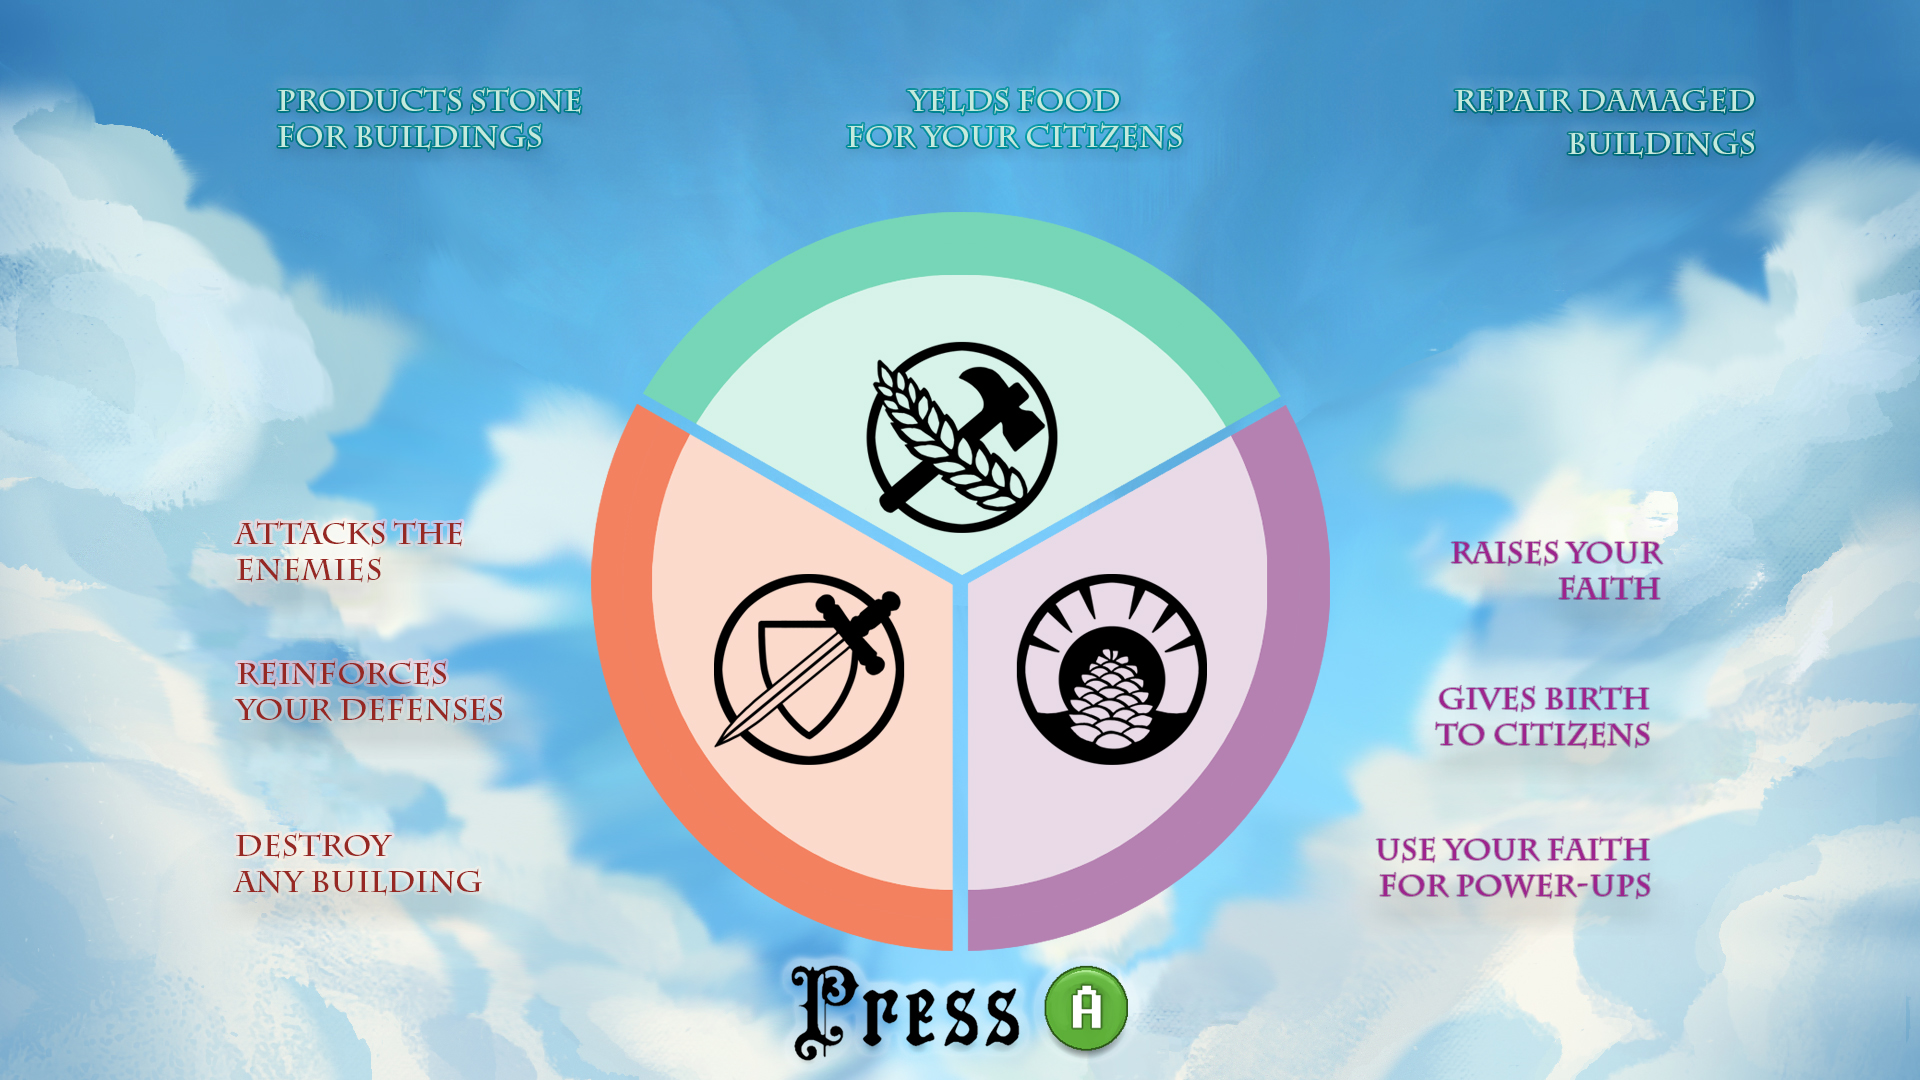 PRODUCTS STONE
FOR BUILDINGS
YELDS FOOD
FOR YOUR CITIZENS
REPAIR DAMAGED
BUILDINGS
ATTACKS THE
ENEMIES
REINFORCES
YOUR DEFENSES
DESTROY
ANY BUILDING
RAISES YOUR
FAITH
GIVES BIRTH
TO CITIZENS
USE YOUR FAITH
FOR POWER-UPS
Press A